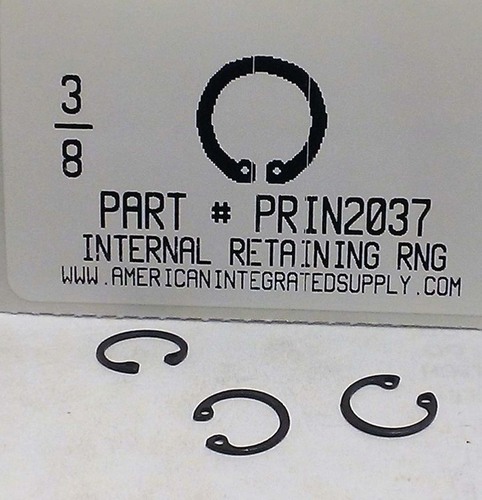 3
8
PART # PRIN2037
INTERNAL RETAINING RNG
WWW.AMERICANINTEGRATEDSUPPLY.COM